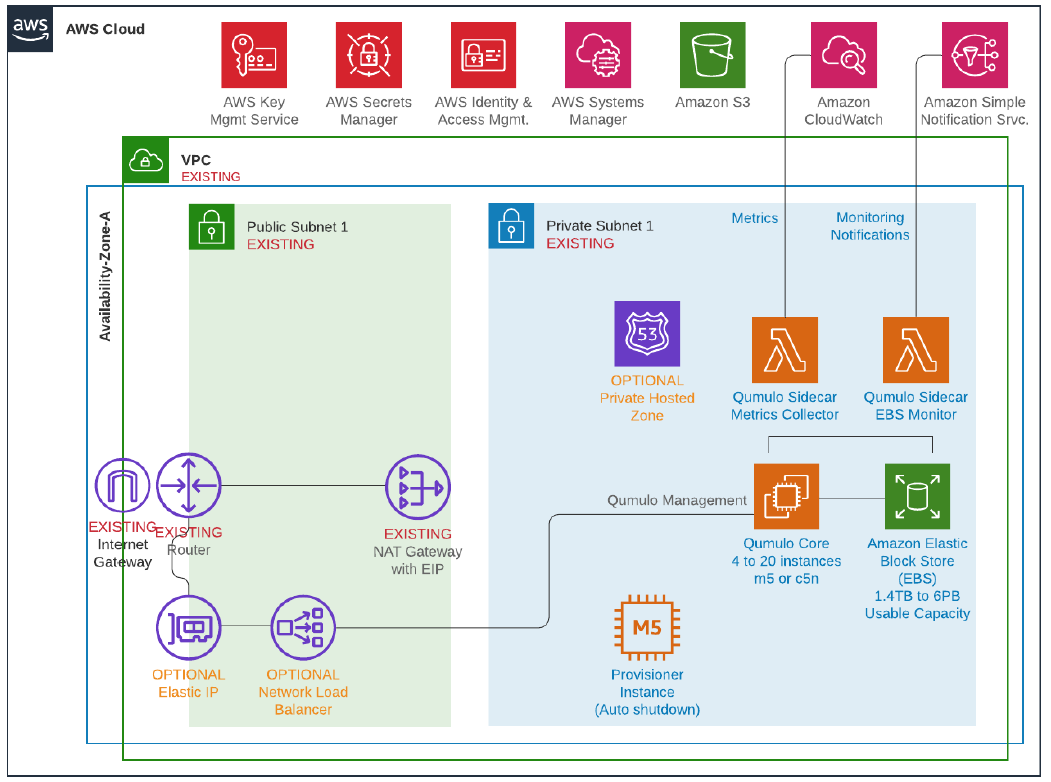 aws
AWS Cloud
AWS Key
Mgmt Service
AWS Secrets
Manager
AWS Identity &
Access Mgmt.
AWS Systems
Manager
Amazon S3
Amazon
CloudWatch
Amazon Simple
Notification Srvc.
VPC
EXISTING
Availability-Zone-A
Public Subnet 1
EXISTING
Private Subnet 1
EXISTING
Metrics
Monitoring
Notifications
53
OPTIONAL
Private Hosted
Zone
Qumulo Sidecar
Metrics Collector
Qumulo Sidecar
EBS Monitor
EXISTING
Internet
Gateway
EXISTING
Router
EXISTING
NAT Gateway
with EIP
Qumulo Management
Qumulo Core
4 to 20 instances
m5 or c5n
Amazon Elastic
Block Store
(EBS)
1.4TB to 6PB
Usable Capacity
OPTIONAL
Elastic IP
OPTIONAL
Network Load
Balancer
M5
Provisioner
Instance
(Auto shutdown)